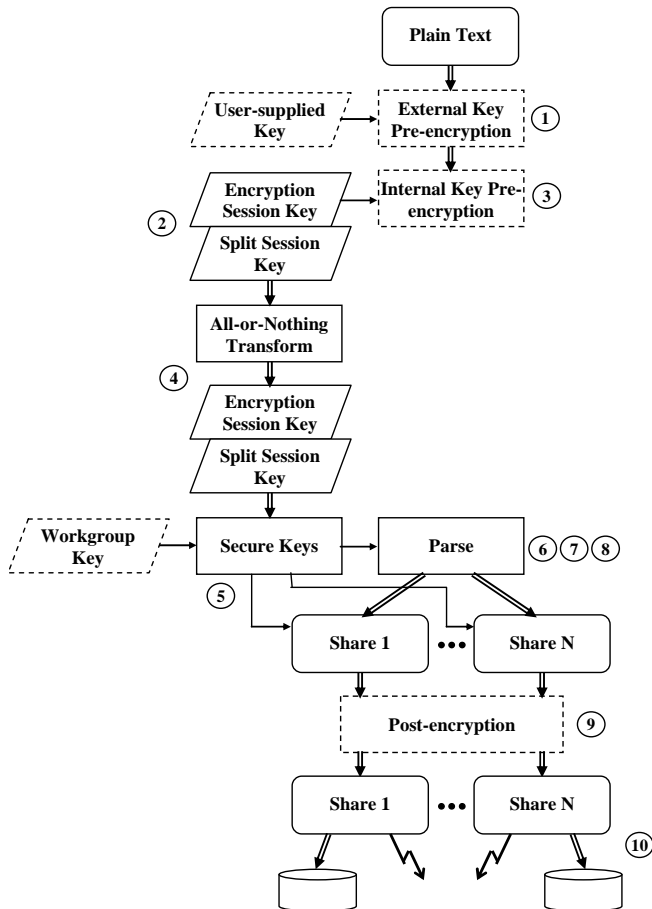 Plain Text
User-supplied
Key
External Key
Pre-encryption
1
Encryption
Session Key
Internal Key Pre-
encryption
3
2
Split Session
Key
All-or-Nothing
Transform
4
Encryption
Session Key
Split Session
Key
Workgroup
Key
Secure Keys
Parse
6 7 8
5
Share 1
Share N
Post-encryption
9
Share 1
Share N
10